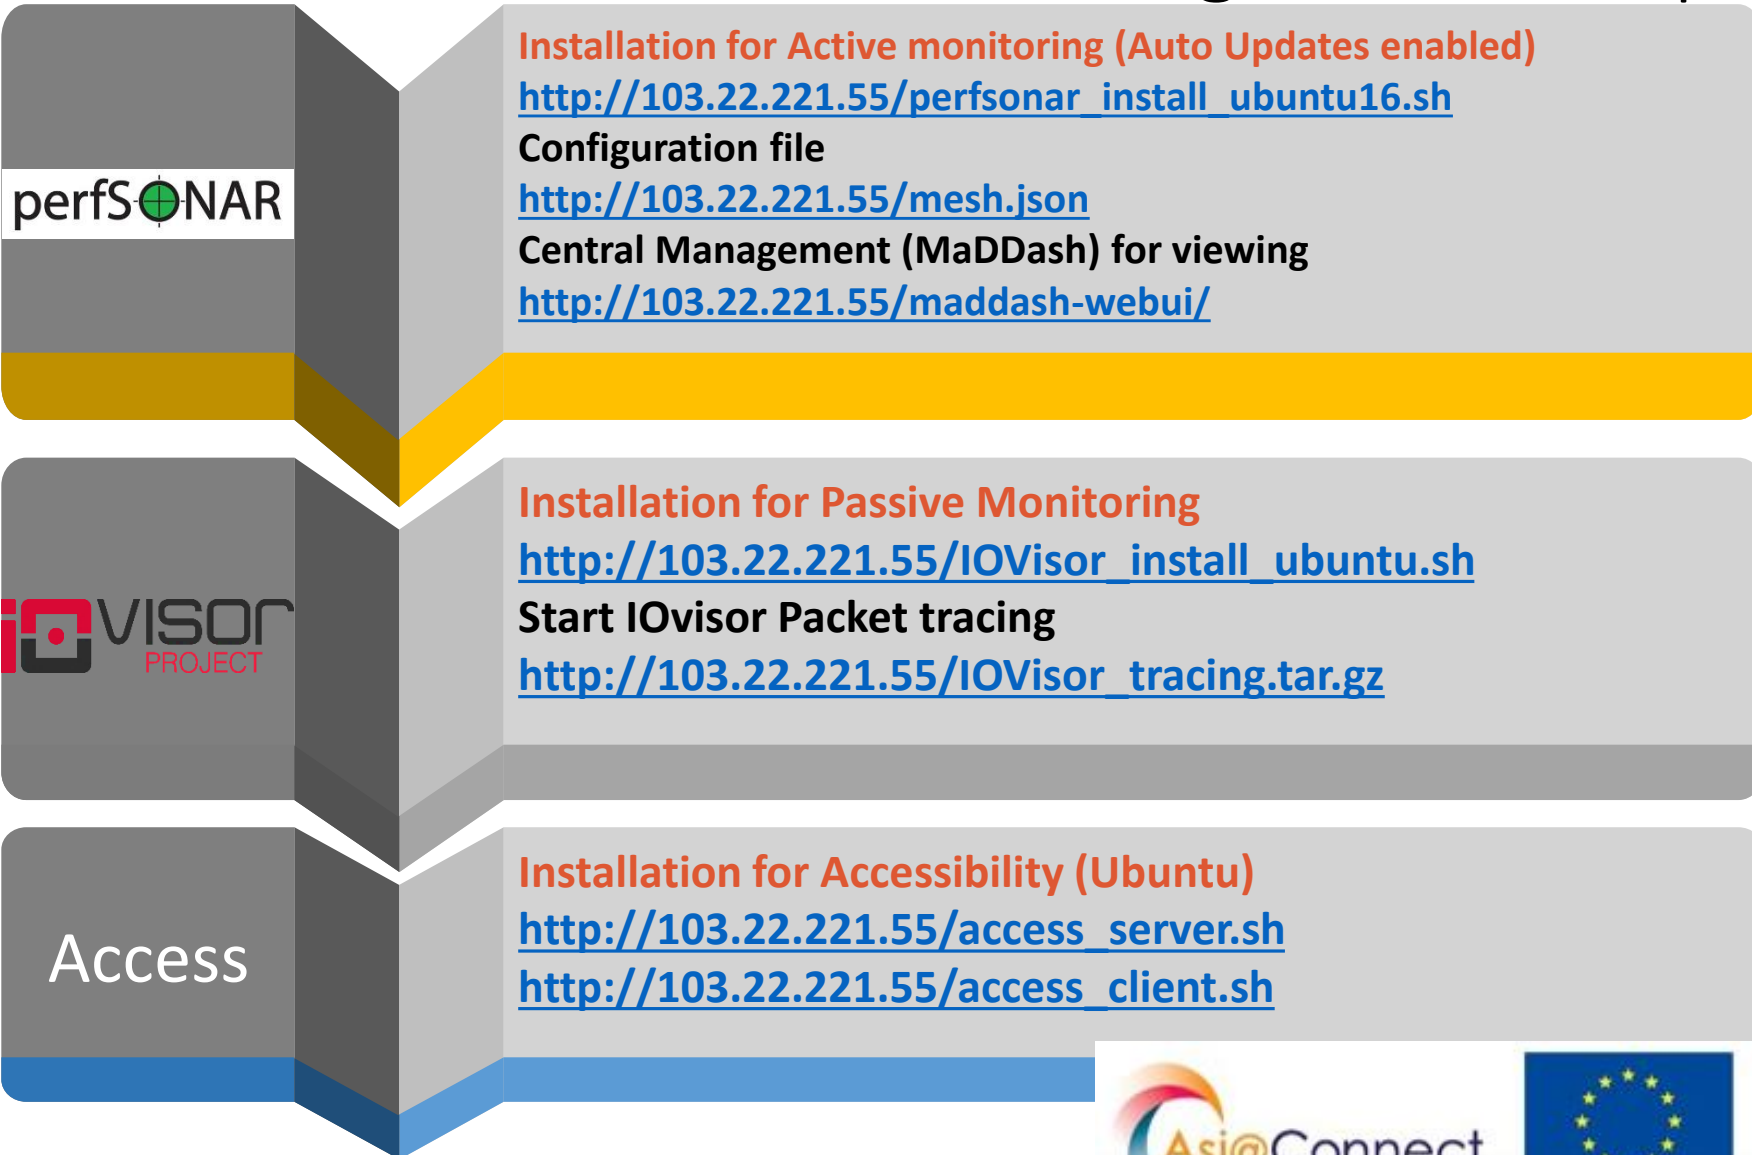 Installation for Active monitoring (Auto Updates enabled)
http://103.22.221.55/perfsonar_install_ubuntu16.sh
Configuration file
http://103.22.221.55/mesh.json
Central Management (MaDDash) for viewing
http://103.22.221.55/maddash-webui/
perfSONAR
Installation for Passive Monitoring
http://103.22.221.55/IOVisor_install_ubuntu.sh
Start IOvisor Packet tracing
http://103.22.221.55/IOVisor_tracing.tar.gz
iO VISOR
PROJECT
Installation for Accessibility (Ubuntu)
http://103.22.221.55/access_server.sh
http://103.22.221.55/access_client.sh
Access
Asi@Connect